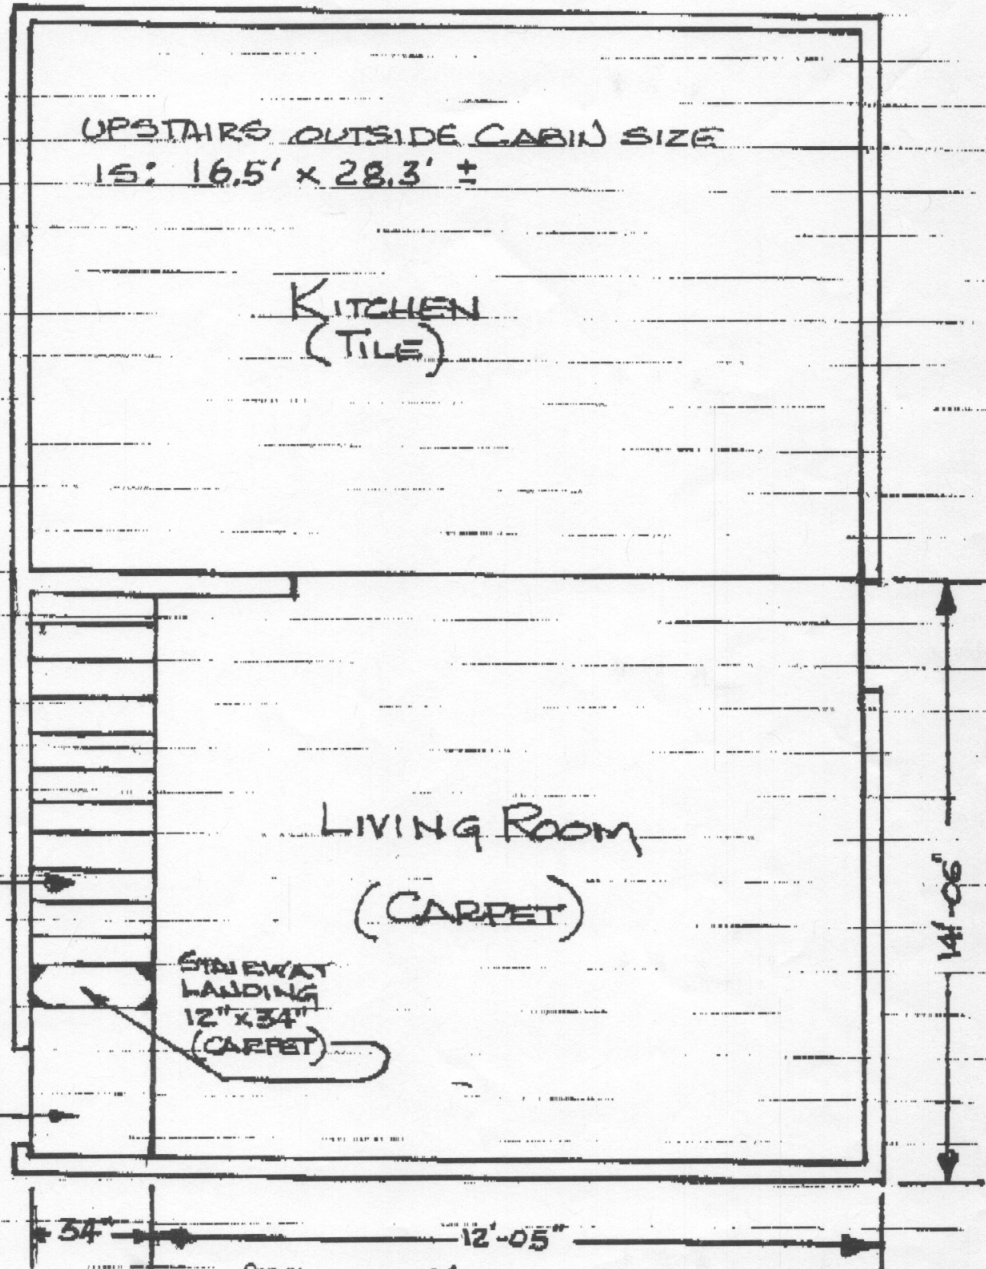 UPSTAIRS OUTSIDE CABIN SIZE
IS: 16.5' x 28.3' ±
KITCHEN
(TILE)
LIVING ROOM
(CARPET)
STAIRWAY
LANDING
12" x 34"
(CARPET)
14'-06"
34"
12'-05"